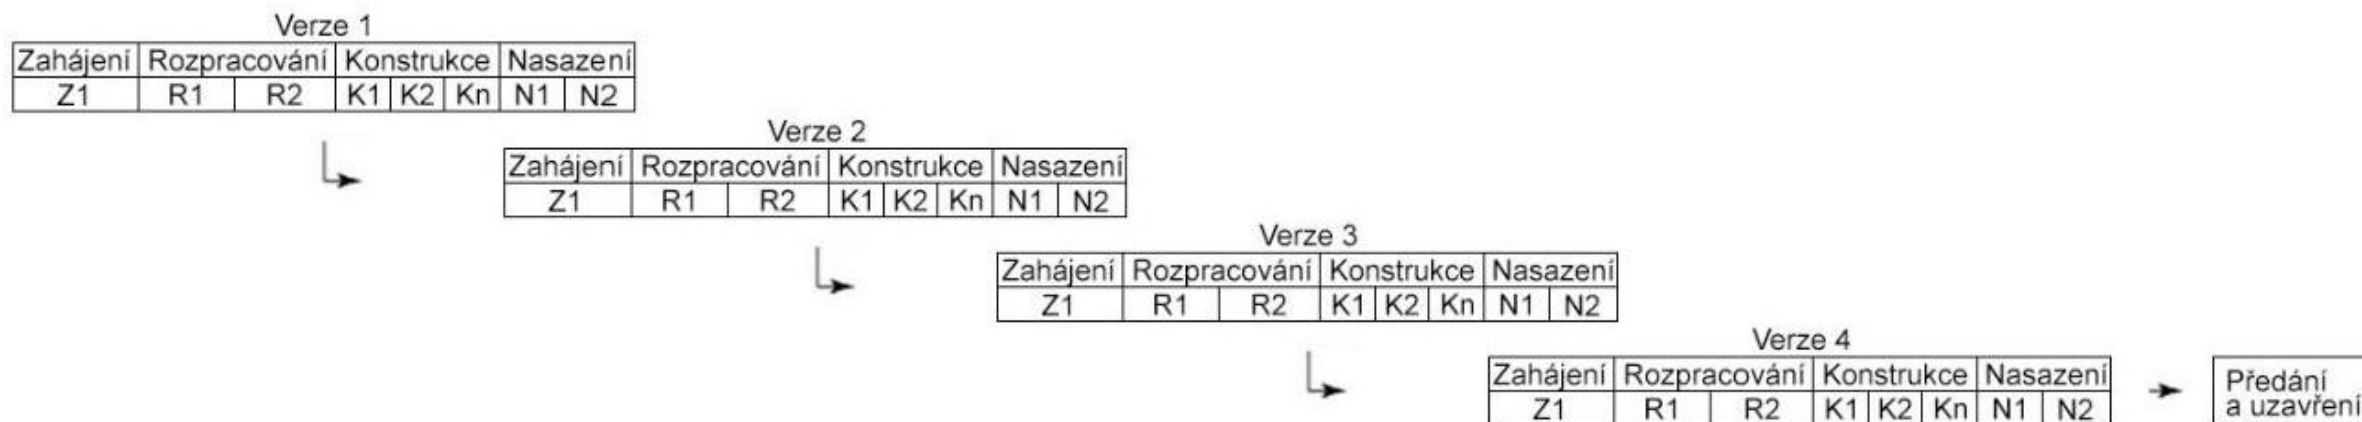 Verze 1
Zahájení Rozpracování Konstrukce Nasazení
Z1 R1 R2 K1 K2 Kn N1 N2
Verze 2
Zahájení Rozpracování Konstrukce Nasazení
Z1 R1 R2 K1 K2 Kn N1 N2
Verze 3
Zahájení Rozpracování Konstrukce Nasazení
Z1 R1 R2 K1 K2 Kn N1 N2
Verze 4
Zahájení Rozpracování Konstrukce Nasazení
Z1 R1 R2 K1 K2 Kn N1 N2
Předání
a uzavření